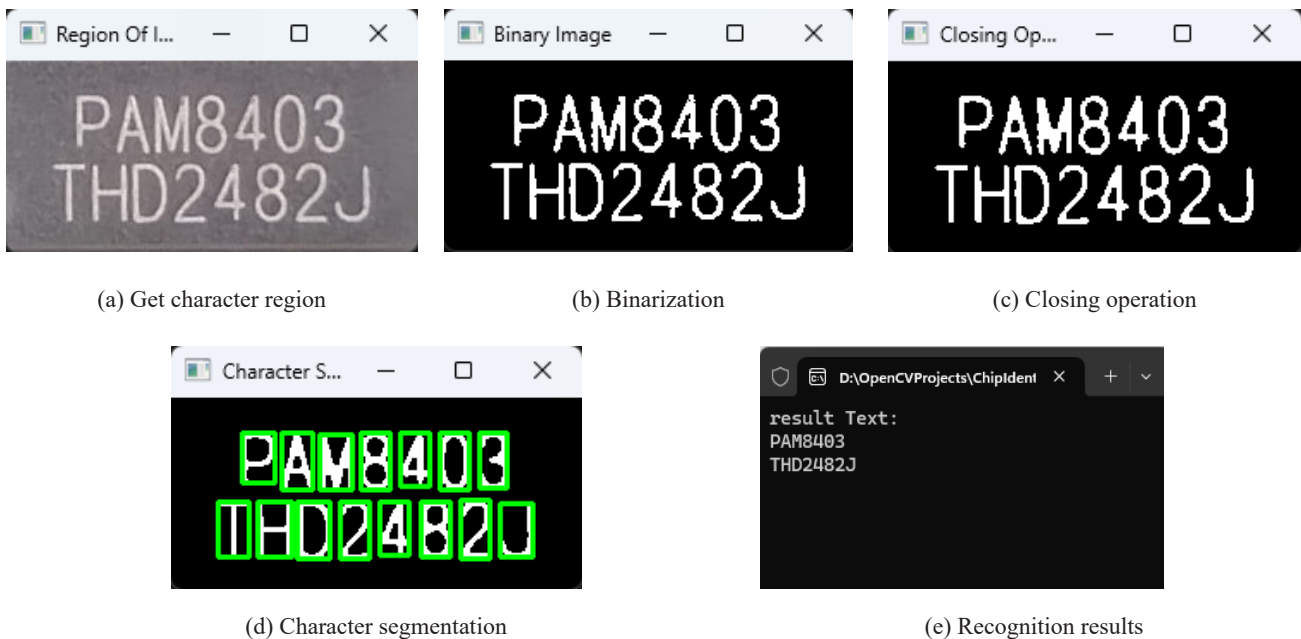 Region Of I...
PAM8403
THD2482J
(a) Get character region
Binary Image
PAM8403
THD2482J
(b) Binarization
Closing Op...
PAM8403
THD2482J
(c) Closing operation
Character S...
PAM8403
THD2482J
(d) Character segmentation
D:\OpenCVProjects\ChipIdent
result Text:
PAM8403
THD2482J
(e) Recognition results